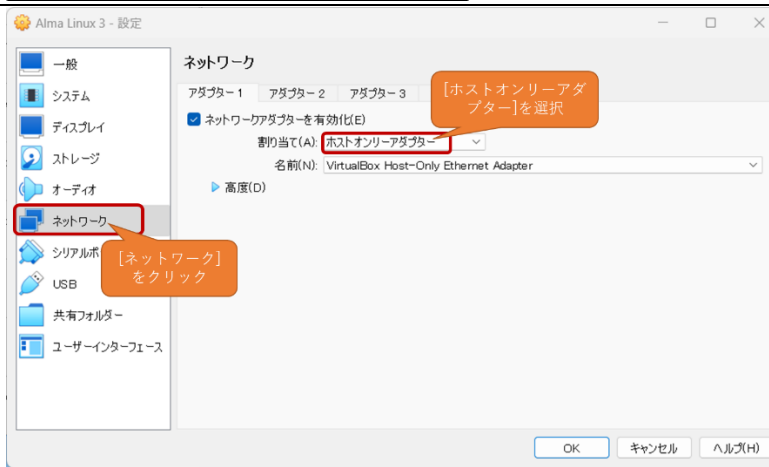 Alma Linux 3 - 設定
一般
システム
ディスプレイ
ストレージ
オーディオ
ネットワーク
シリアルポ
USB
共有フォルダー
ユーザーインターフェース
ネットワーク
アダプター 1 アダプター 2 アダプター 3
ネットワークアダプターを有効化(E)
割り当て(A): ホストオンリーアダプター
名前(N): VirtualBox Host-Only Ethernet Adapter
高度(D)
[ホストオンリーアダ
プター]を選択
[ネットワーク]
をクリック
OK キャンセル ヘルプ(H)